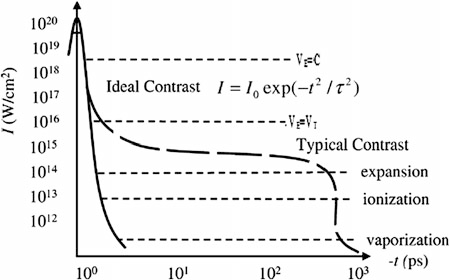 I (W/cm²)
10²⁰
10¹⁹
10¹⁸
10¹⁷
10¹⁶
10¹⁵
10¹⁴
10¹³
10¹²
V_E=C
Ideal Contrast I = I₀ exp(−t² / τ²)
.V_E=V_T
Typical Contrast
expansion
ionization
vaporization
10⁰ 10¹ 10² 10³ -t (ps)